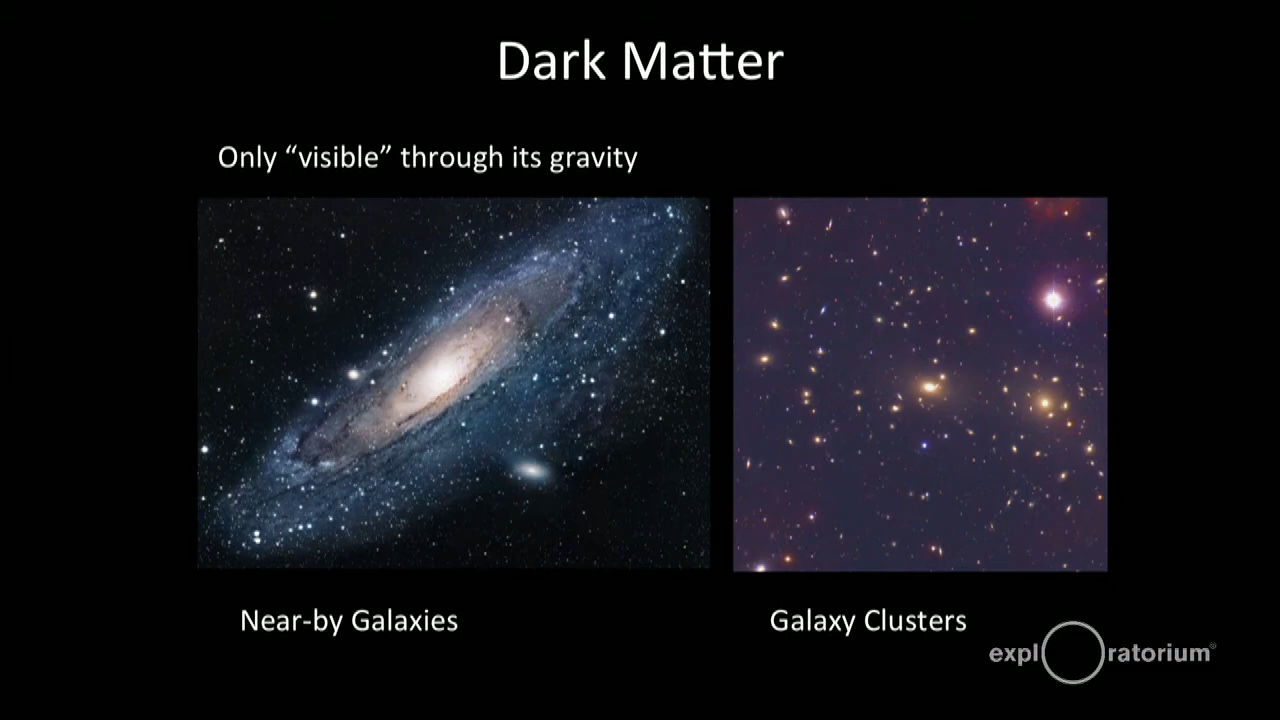 Dark Matter
Only “visible” through its gravity
Near-by Galaxies
Galaxy Clusters
expl ratorium®